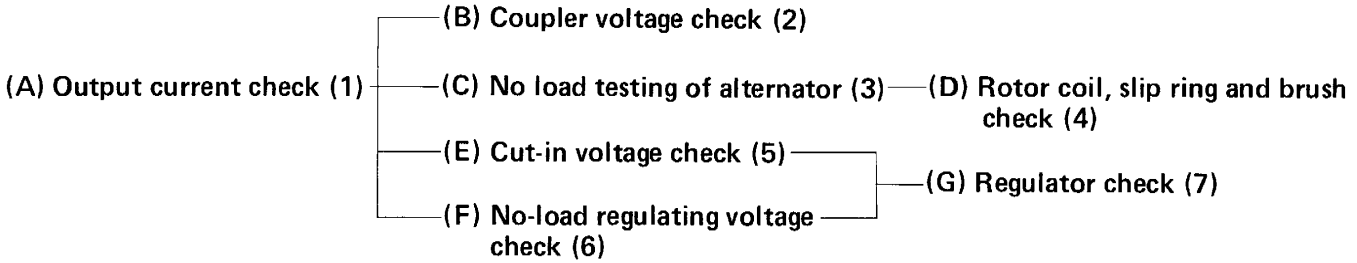 (B) Coupler voltage check (2)
(A) Output current check (1)
(C) No load testing of alternator (3)
(D) Rotor coil, slip ring and brush
check (4)
(E) Cut-in voltage check (5)
(G) Regulator check (7)
(F) No-load regulating voltage
check (6)